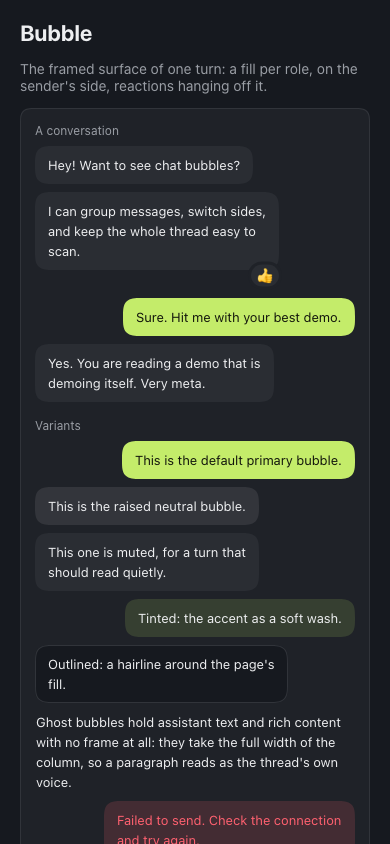 Bubble
The framed surface of one turn: a fill per role, on the
sender's side, reactions hanging off it.
A conversation
Hey! Want to see chat bubbles?
I can group messages, switch sides,
and keep the whole thread easy to
scan.
👍
Sure. Hit me with your best demo.
Yes. You are reading a demo that is
demoing itself. Very meta.
Variants
This is the default primary bubble.
This is the raised neutral bubble.
This one is muted, for a turn that
should read quietly.
Tinted: the accent as a soft wash.
Outlined: a hairline around the page's
fill.
Ghost bubbles hold assistant text and rich content
with no frame at all: they take the full width of the
column, so a paragraph reads as the thread's own
voice.
Failed to send. Check the connection
and try again.